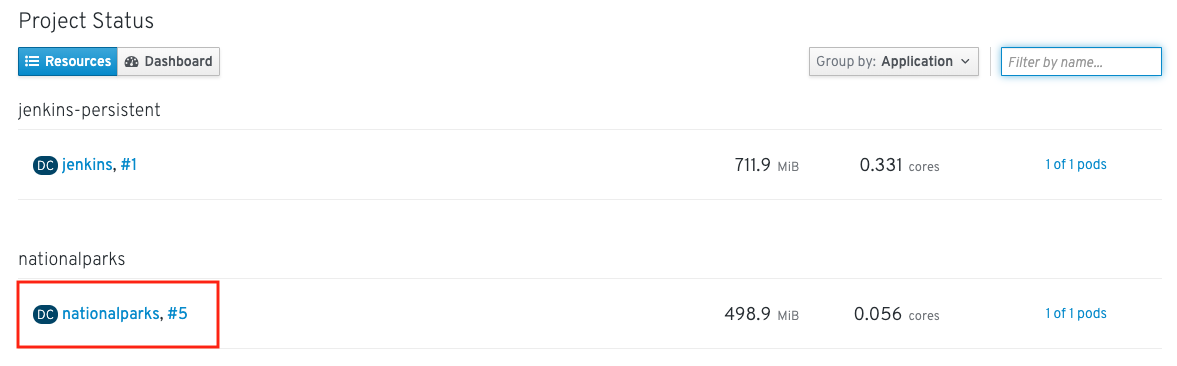 Project Status
Resources Dashboard Group by: Application Filter by name...
jenkins-persistent
DC jenkins, #1 711.9 MiB 0.331 cores 1 of 1 pods
nationalparks
DC nationalparks, #5 498.9 MiB 0.056 cores 1 of 1 pods